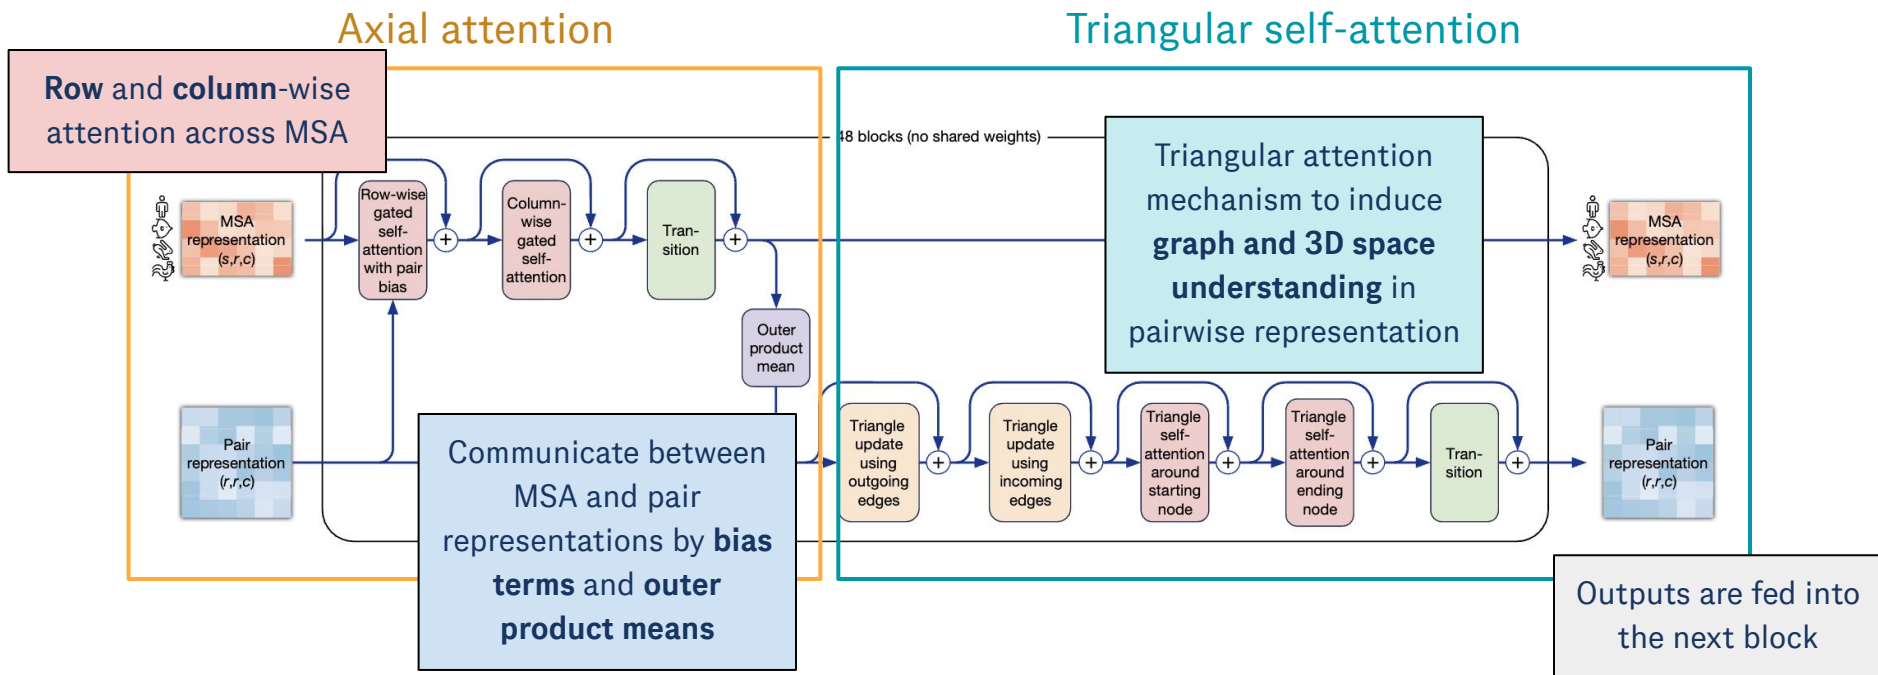 Axial attention
Triangular self-attention
Row and column-wise
attention across MSA
48 blocks (no shared weights)
Triangular attention
mechanism to induce
graph and 3D space
understanding in
pairwise representation
MSA
representation
(s,r,c)
Row-wise
gated
self-
attention
with pair
bias
+
Column-
wise
gated
self-
attention
+
Tran-
sition
+
MSA
representation
(s,r,c)
Outer
product
mean
Pair
representation
(r,r,c)
Communicate between
MSA and pair
representations by bias
terms and outer
product means
Triangle
update
using
outgoing
edges
+
Triangle
update
using
incoming
edges
+
Triangle
self-
attention
around
starting
node
+
Triangle
self-
attention
around
ending
node
+
Tran-
sition
+
Pair
representation
(r,r,c)
Outputs are fed into
the next block